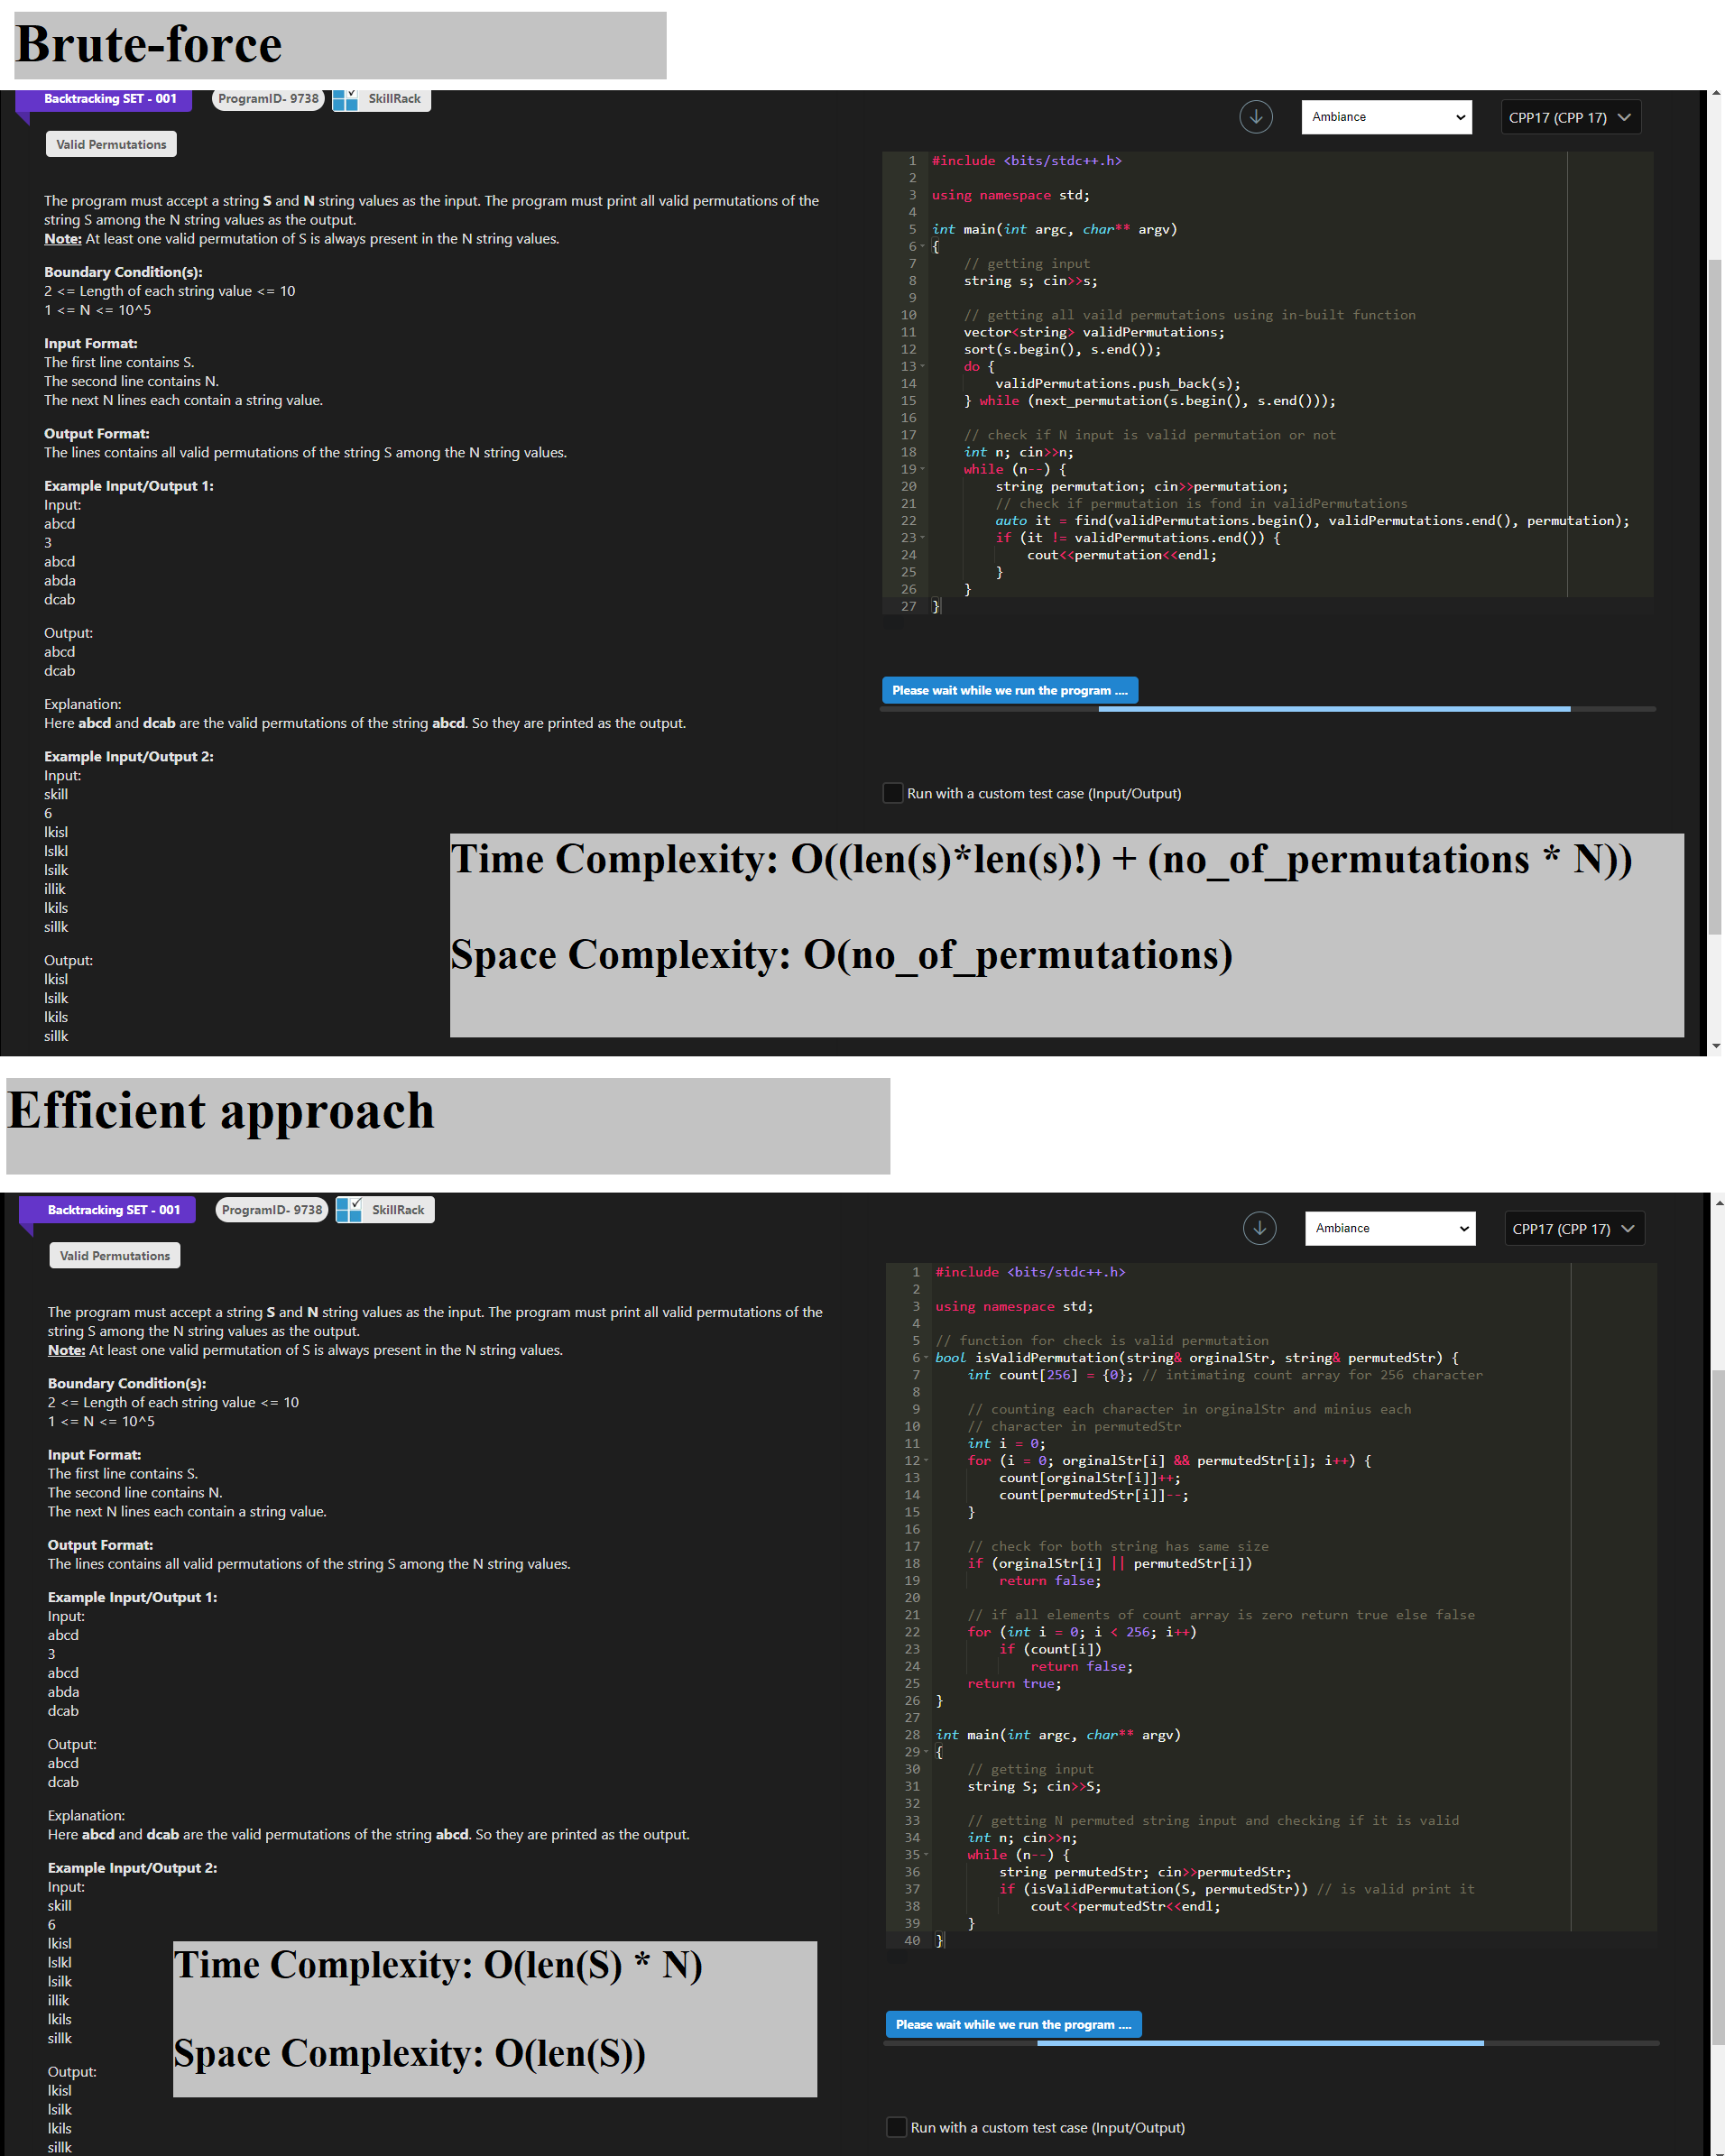 Brute-force
Backtracking SET - 001
ProgramID- 9738
SkillRack
Ambiance
CPP17 (CPP 17)
Valid Permutations
The program must accept a string S and N string values as the input. The program must print all valid permutations of the
string S among the N string values as the output.
Note: At least one valid permutation of S is always present in the N string values.
Boundary Condition(s):
2 <= Length of each string value <= 10
1 <= N <= 10^5
Input Format:
The first line contains S.
The second line contains N.
The next N lines each contain a string value.
Output Format:
The lines contains all valid permutations of the string S among the N string values.
Example Input/Output 1:
Input:
abcd
3
abcd
abda
dcab
Output:
abcd
dcab
Explanation:
Here abcd and dcab are the valid permutations of the string abcd. So they are printed as the output.
Example Input/Output 2:
Input:
skill
6
lkisl
lslkl
lsilk
illik
lkils
sillk
Output:
lkisl
lsilk
lkils
sillk
1 #include <bits/stdc++.h>
2
3 using namespace std;
4
5 int main(int argc, char** argv)
6 {
7 // getting input
8 string s; cin>>s;
9
10 // getting all vaild permutations using in-built function
11 vector<string> validPermutations;
12 sort(s.begin(), s.end());
13 do {
14 validPermutations.push_back(s);
15 } while (next_permutation(s.begin(), s.end()));
16
17 // check if N input is valid permutation or not
18 int n; cin>>n;
19 while (n--) {
20 string permutation; cin>>permutation;
21 // check if permutation is fond in validPermutations
22 auto it = find(validPermutations.begin(), validPermutations.end(), permutation);
23 if (it != validPermutations.end()) {
24 cout<<permutation<<endl;
25 }
26 }
27 }
Please wait while we run the program ....
Run with a custom test case (Input/Output)
Time Complexity: O((len(s)*len(s)!) + (no_of_permutations * N))
Space Complexity: O(no_of_permutations)
Efficient approach
Backtracking SET - 001
ProgramID- 9738
SkillRack
Ambiance
CPP17 (CPP 17)
Valid Permutations
The program must accept a string S and N string values as the input. The program must print all valid permutations of the
string S among the N string values as the output.
Note: At least one valid permutation of S is always present in the N string values.
Boundary Condition(s):
2 <= Length of each string value <= 10
1 <= N <= 10^5
Input Format:
The first line contains S.
The second line contains N.
The next N lines each contain a string value.
Output Format:
The lines contains all valid permutations of the string S among the N string values.
Example Input/Output 1:
Input:
abcd
3
abcd
abda
dcab
Output:
abcd
dcab
Explanation:
Here abcd and dcab are the valid permutations of the string abcd. So they are printed as the output.
Example Input/Output 2:
Input:
skill
6
lkisl
lslkl
lsilk
illik
lkils
sillk
Output:
lkisl
lsilk
lkils
sillk
1 #include <bits/stdc++.h>
2
3 using namespace std;
4
5 // function for check is valid permutation
6 bool isValidPermutation(string& orginalStr, string& permutedStr) {
7 int count[256] = {0}; // intimating count array for 256 character
8
9 // counting each character in orginalStr and minius each
10 // character in permutedStr
11 int i = 0;
12 for (i = 0; orginalStr[i] && permutedStr[i]; i++) {
13 count[orginalStr[i]]++;
14 count[permutedStr[i]]--;
15 }
16
17 // check for both string has same size
18 if (orginalStr[i] || permutedStr[i])
19 return false;
20
21 // if all elements of count array is zero return true else false
22 for (int i = 0; i < 256; i++)
23 if (count[i])
24 return false;
25 return true;
26 }
27
28 int main(int argc, char** argv)
29 {
30 // getting input
31 string S; cin>>S;
32
33 // getting N permuted string input and checking if it is valid
34 int n; cin>>n;
35 while (n--) {
36 string permutedStr; cin>>permutedStr;
37 if (isValidPermutation(S, permutedStr)) // is valid print it
38 cout<<permutedStr<<endl;
39 }
40 }
Time Complexity: O(len(S) * N)
Space Complexity: O(len(S))
Please wait while we run the program ....
Run with a custom test case (Input/Output)